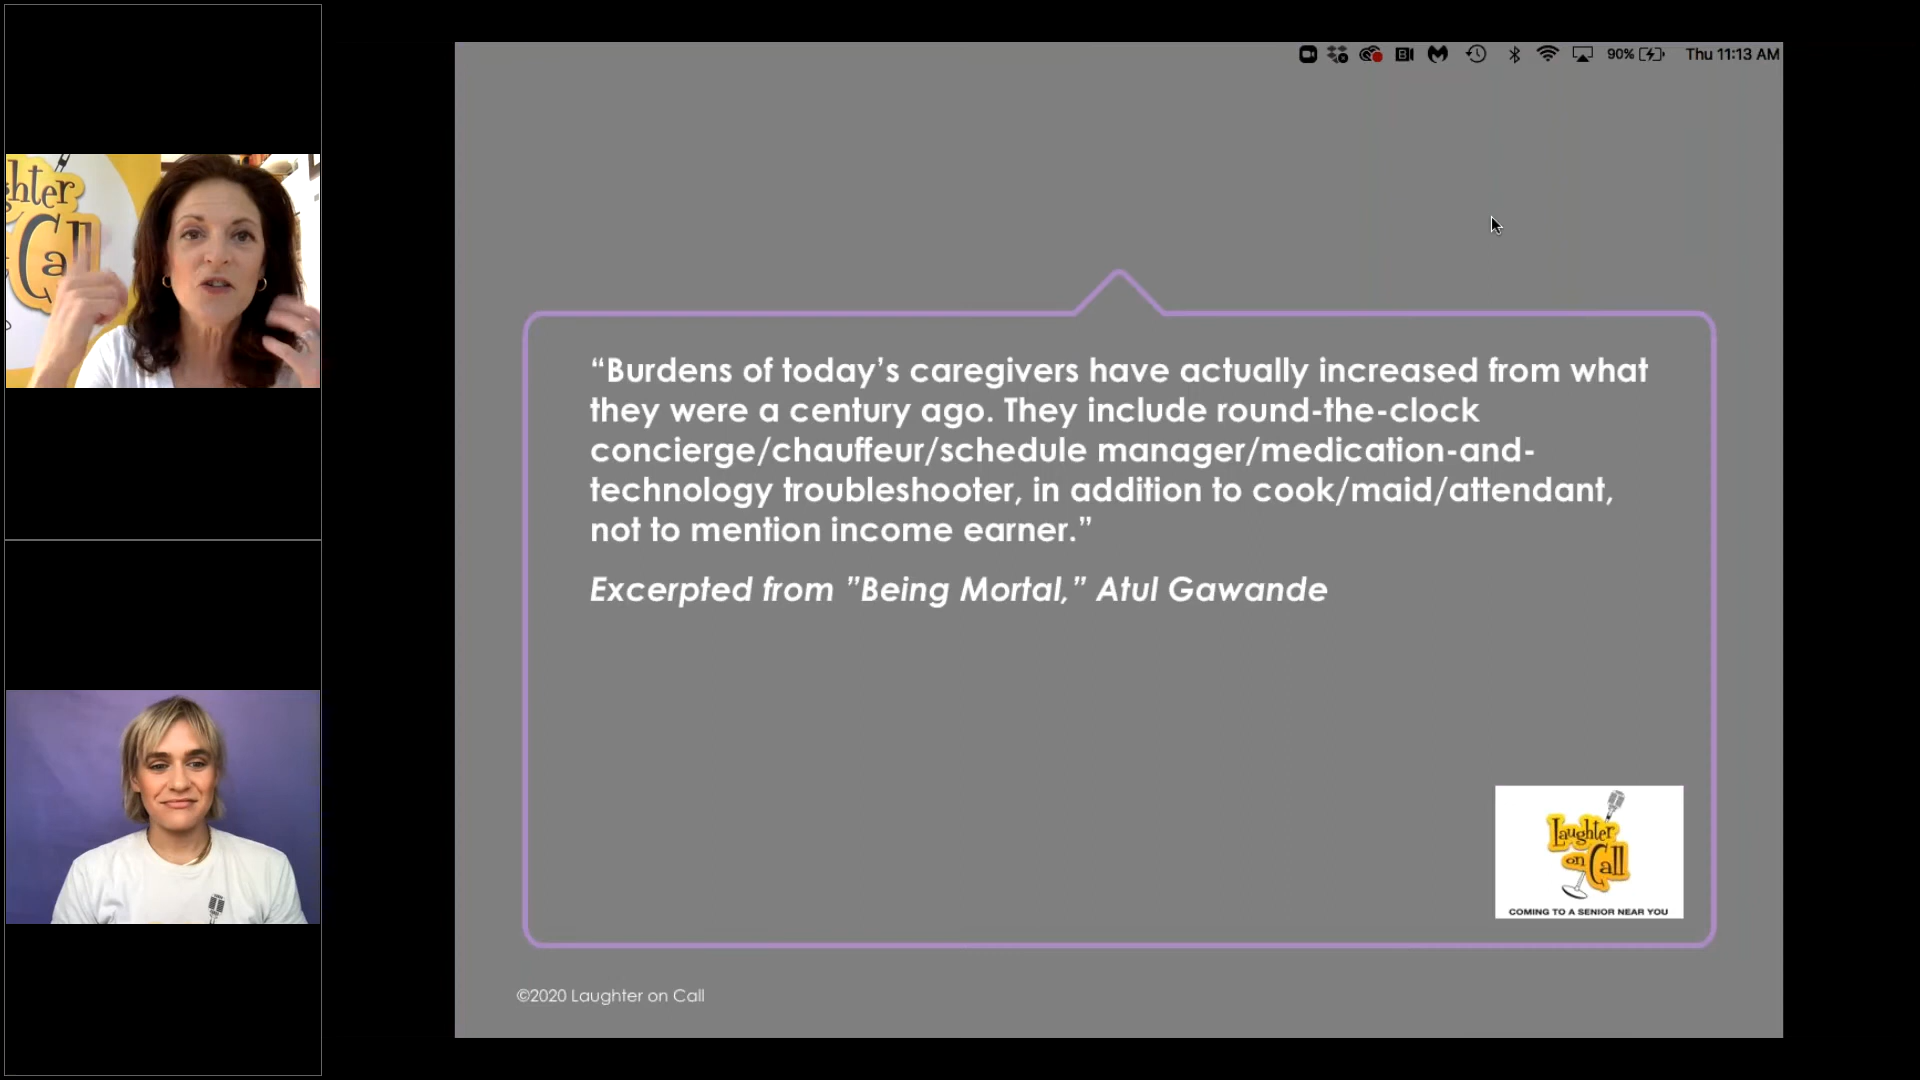 90%
Thu 11:13 AM
ghter
Call
“Burdens of today’s caregivers have actually increased from what
they were a century ago. They include round-the-clock
concierge/chauffeur/schedule manager/medication-and-
technology troubleshooter, in addition to cook/maid/attendant,
not to mention income earner.”
Excerpted from ”Being Mortal,” Atul Gawande
Laughter
on Call
COMING TO A SENIOR NEAR YOU
©2020 Laughter on Call